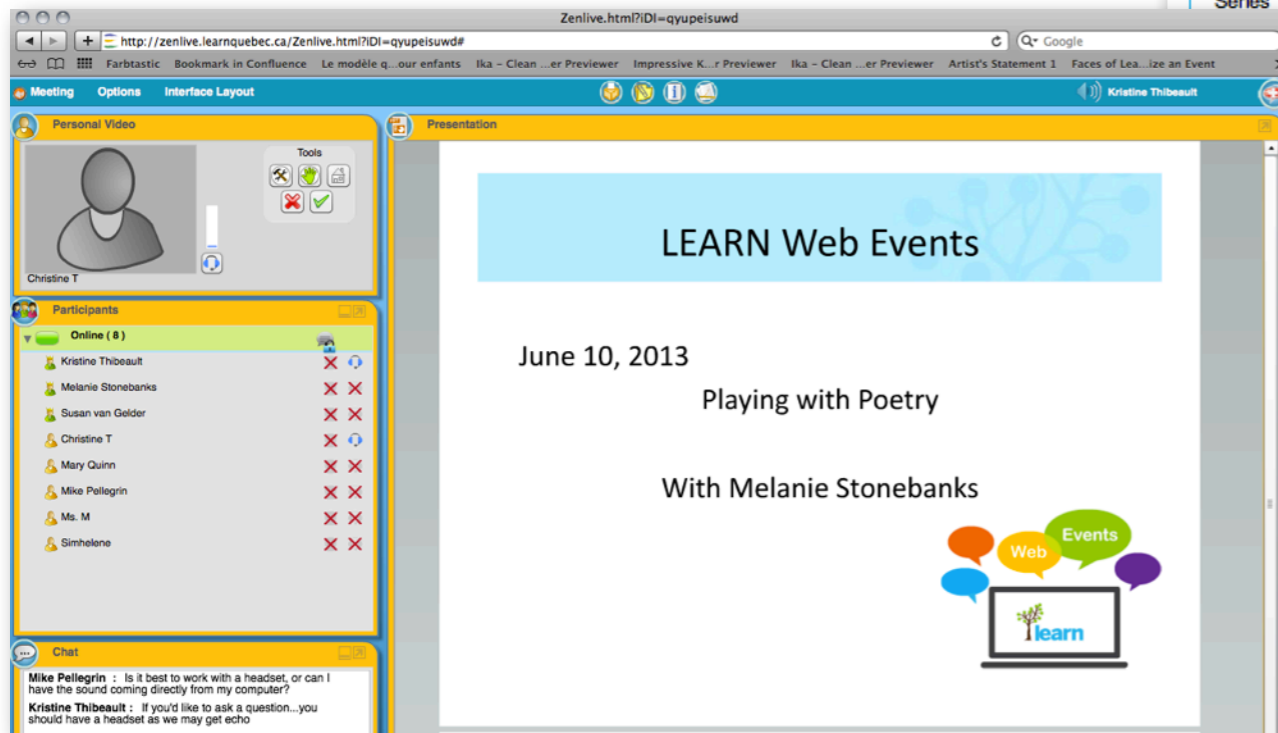 Series
Zenlive.html?iDI=qyupeisuwd
http://zenlive.learnquebec.ca/Zenlive.html?iDI=qyupeisuwd#
Google
Farbtastic Bookmark in Confluence Le modèle q...our enfants Ika – Clean ...er Previewer Impressive K...r Previewer Ika – Clean ...er Previewer Artist's Statement 1 Faces of Lea...ize an Event
Meeting Options Interface Layout
Kristine Thibeault
Personal Video
Tools
Christine T
Participants
Online ( 8 )
Kristine Thibeault
Melanie Stonebanks
Susan van Gelder
Christine T
Mary Quinn
Mike Pellegrin
Ms. M
Simhelene
Chat
Mike Pellegrin : Is it best to work with a headset, or can I
have the sound coming directly from my computer?
Kristine Thibeault : If you'd like to ask a question...you
should have a headset as we may get echo
Presentation
LEARN Web Events
June 10, 2013
Playing with Poetry
With Melanie Stonebanks
Web
Events
learn